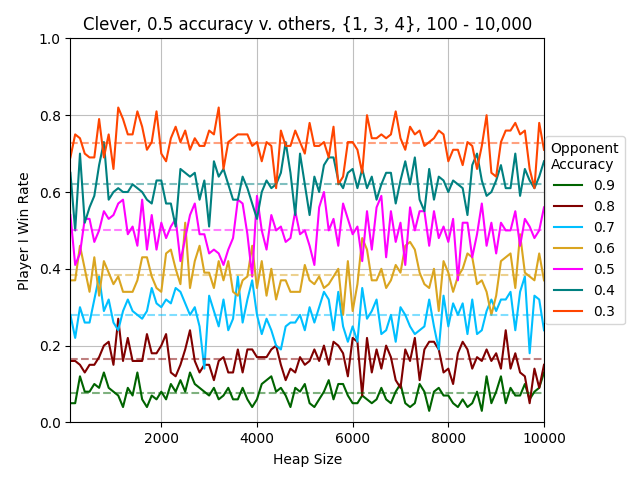 Clever, 0.5 accuracy v. others, {1, 3, 4}, 100 - 10,000
1.0
0.8
0.6
0.4
0.2
0.0
Player I Win Rate
2000 4000 6000 8000 10000
Heap Size
Opponent
Accuracy
0.9
0.8
0.7
0.6
0.5
0.4
0.3